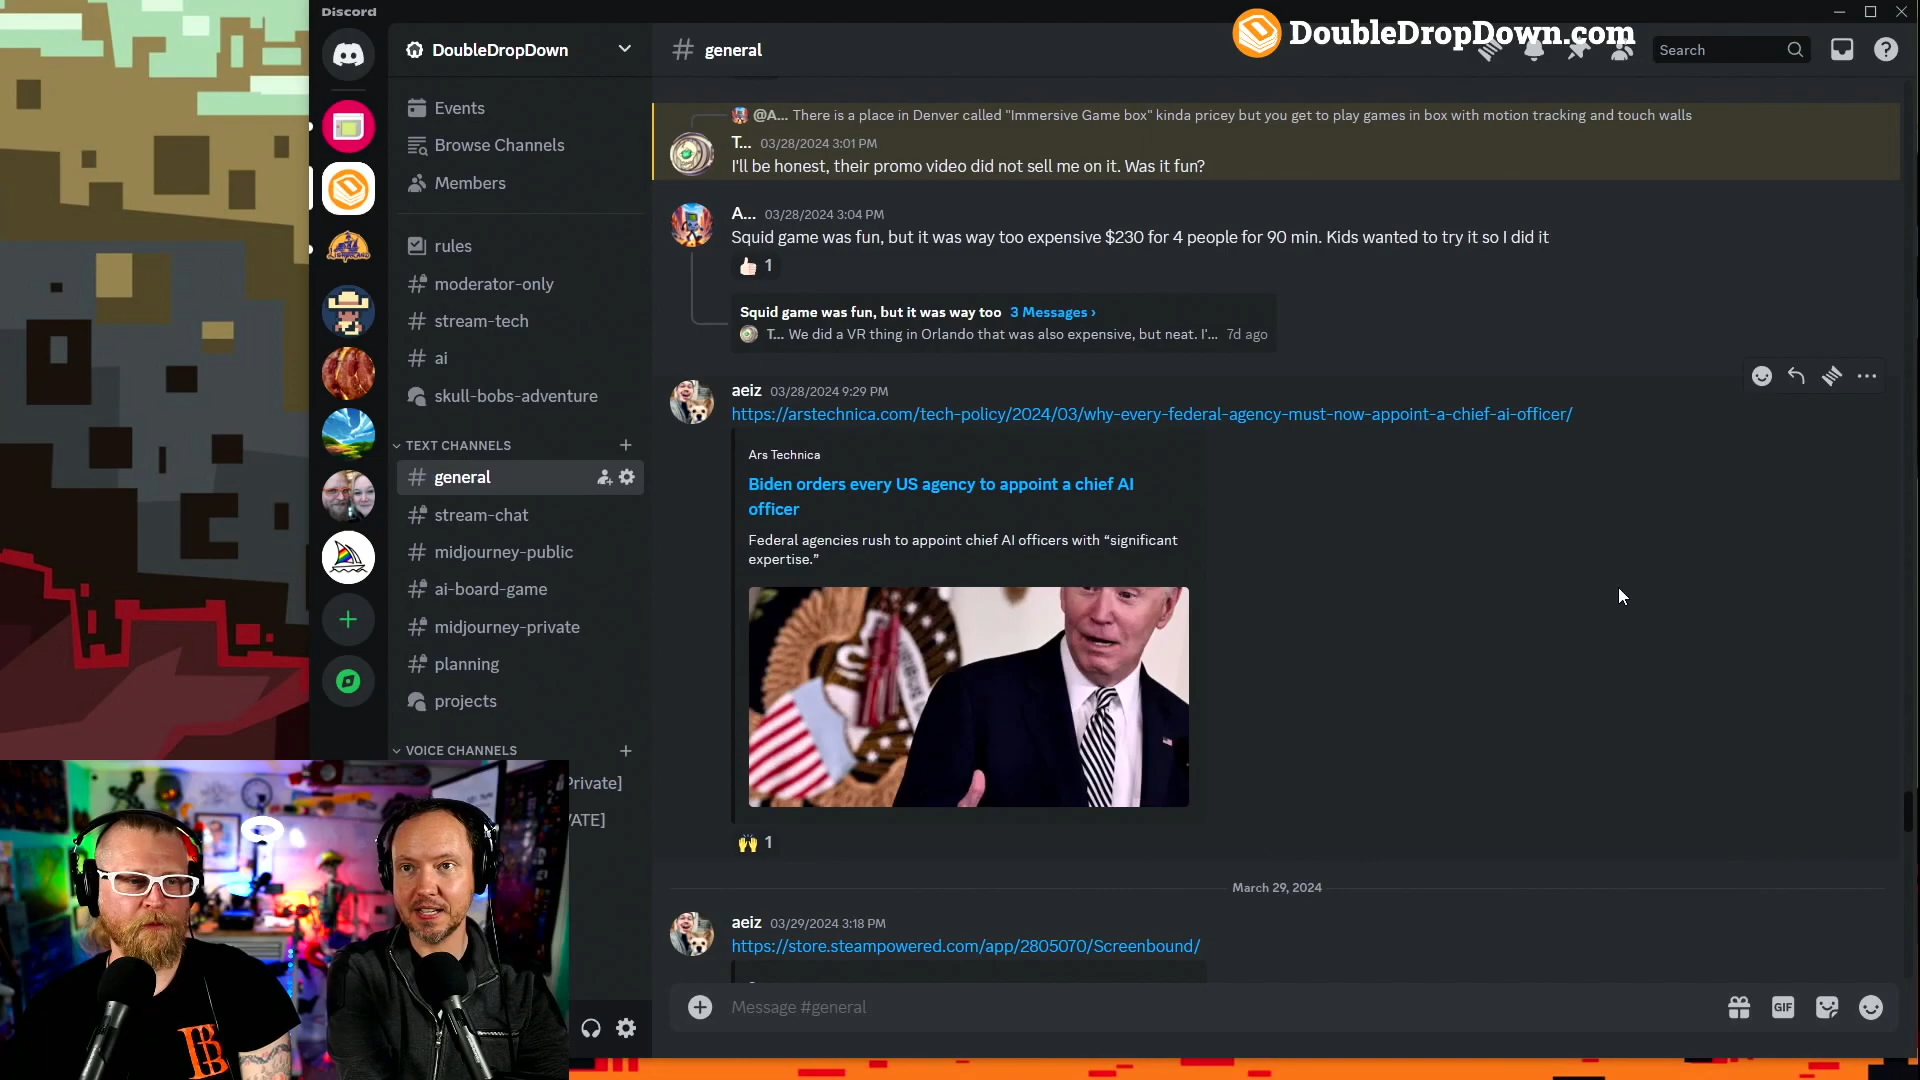 Discord
DoubleDropDown
general
DoubleDropDown.com
Search
Events
Browse Channels
Members
rules
moderator-only
stream-tech
ai
skull-bobs-adventure
TEXT CHANNELS
general
stream-chat
midjourney-public
ai-board-game
midjourney-private
planning
projects
VOICE CHANNELS
Private]
VATE]
@A... There is a place in Denver called "Immersive Game box" kinda pricey but you get to play games in box with motion tracking and touch walls
T... 03/28/2024 3:01 PM
I'll be honest, their promo video did not sell me on it. Was it fun?
A... 03/28/2024 3:04 PM
Squid game was fun, but it was way too expensive $230 for 4 people for 90 min. Kids wanted to try it so I did it
1
Squid game was fun, but it was way too 3 Messages ›
T... We did a VR thing in Orlando that was also expensive, but neat. I'... 7d ago
aeiz 03/28/2024 9:29 PM
https://arstechnica.com/tech-policy/2024/03/why-every-federal-agency-must-now-appoint-a-chief-ai-officer/
Ars Technica
Biden orders every US agency to appoint a chief AI
officer
Federal agencies rush to appoint chief AI officers with “significant
expertise.”
1
March 29, 2024
aeiz 03/29/2024 3:18 PM
https://store.steampowered.com/app/2805070/Screenbound/
Message #general
GIF